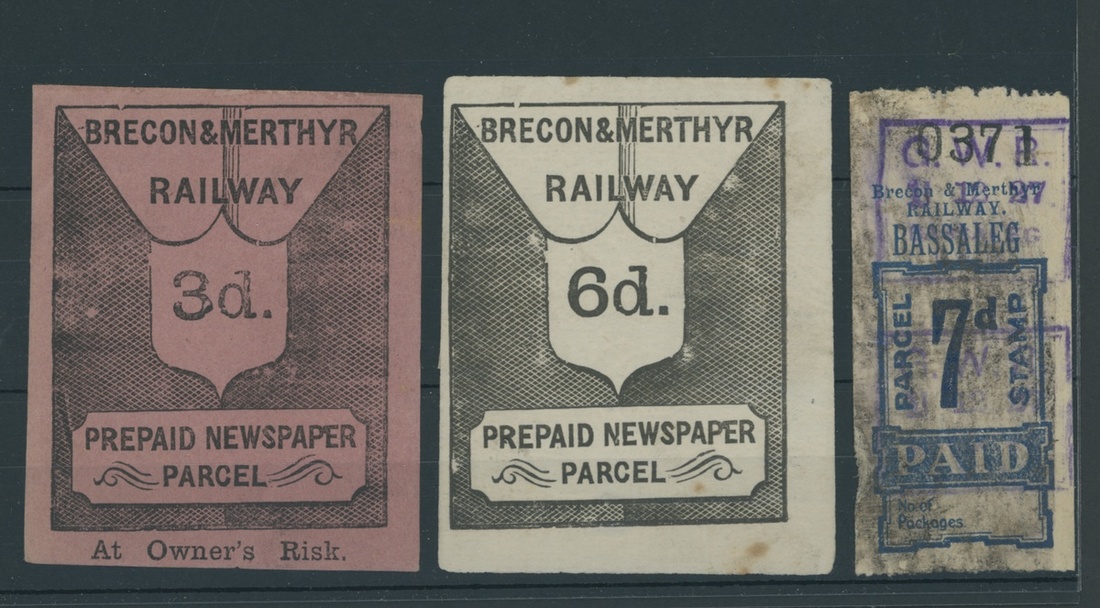 BRECON & MERTHYR
RAILWAY
3d.
PREPAID NEWSPAPER
PARCEL
At Owner's Risk.
BRECON & MERTHYR
RAILWAY
6d.
PREPAID NEWSPAPER
PARCEL
0371
G.W.R.
Brecon & Merthyr
RAILWAY.
BASSALEG
PARCEL
7d
STAMP
PAID
No. of
Packages.